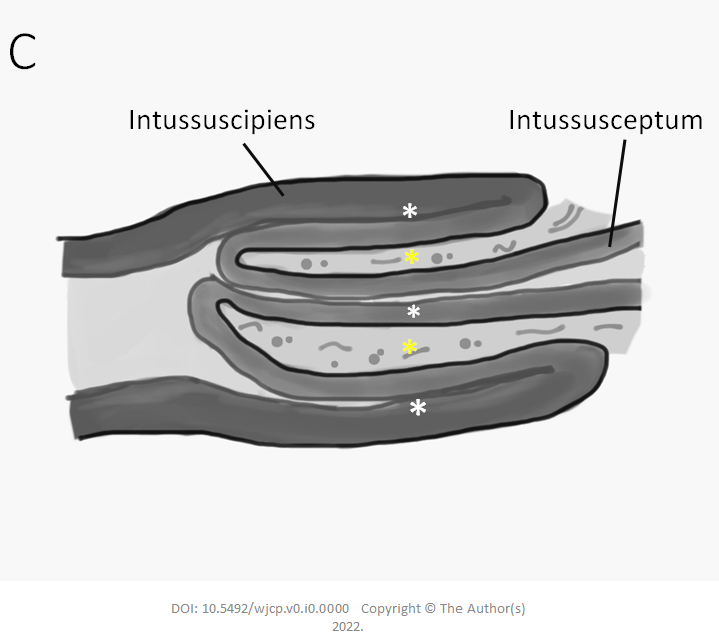 C
Intussuscipiens
Intussusceptum
*
*
*
*
*
DOI: 10.5492/wjcp.v0.i0.0000 Copyright © The Author(s)
2022.